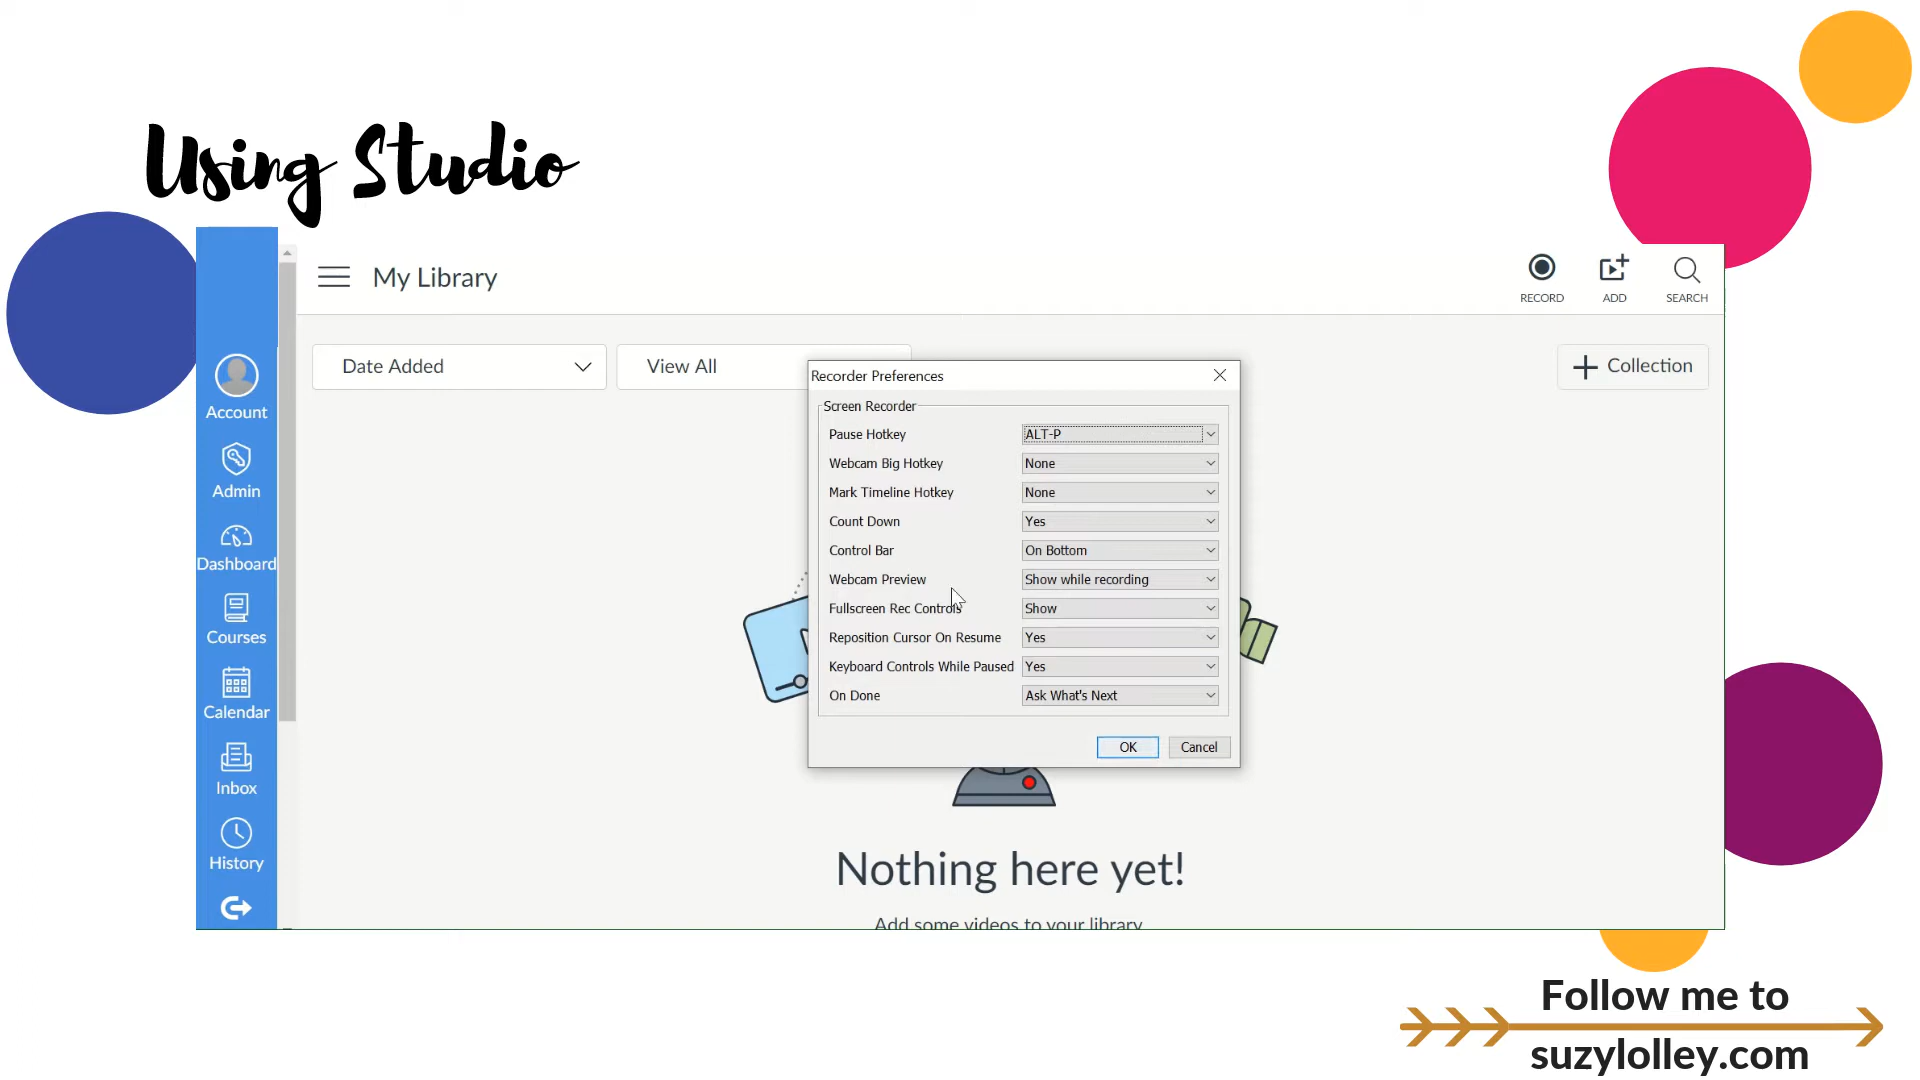 Using Studio
My Library
RECORD
ADD
SEARCH
Date Added
View All
Collection
Account
Admin
Dashboard
Courses
Calendar
Inbox
History
Recorder Preferences
Screen Recorder
Pause Hotkey ALT-P
Webcam Big Hotkey None
Mark Timeline Hotkey None
Count Down Yes
Control Bar On Bottom
Webcam Preview Show while recording
Fullscreen Rec Controls Show
Reposition Cursor On Resume Yes
Keyboard Controls While Paused Yes
On Done Ask What's Next
OK Cancel
Nothing here yet!
Add some videos to your library
Follow me to
suzylolley.com